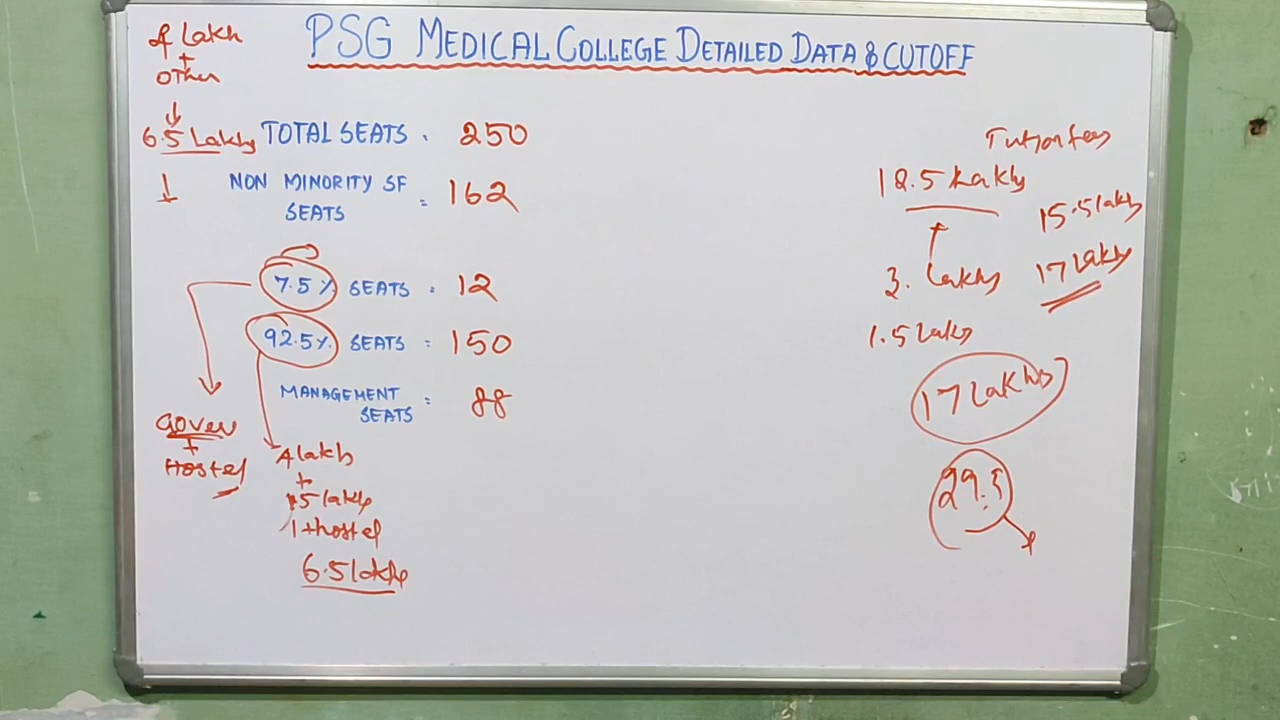 PSG MEDICAL COLLEGE DETAILED DATA & CUTOFF
4 Lakh
+
OTher
6.5 Lakhs
TOTAL SEATS = 250
NON MINORITY SF SEATS = 162
7.5% SEATS = 12
92.5% SEATS = 150
MANAGEMENT SEATS = 88
Gover
+
Hostel
4 lakh
+
1.5 lakhs
1 + hostel
6.5 lakhs
Tution fees
18.5 Lakhs
15.5 lakhs
3. Lakhs
17 Lakhs
1.5 Lakhs
17 Lakhs
29.5